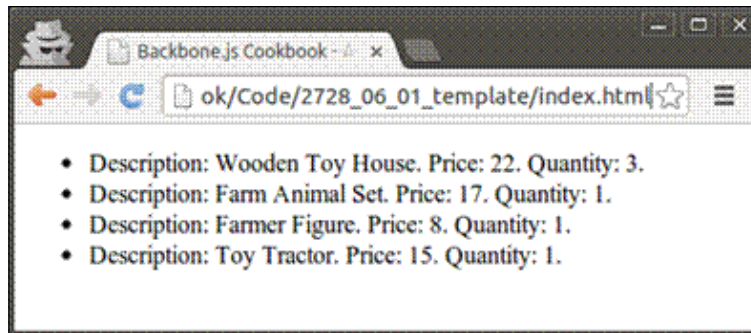 Backbone.js Cookbook -
ok/Code/2728_06_01_template/index.html
• Description: Wooden Toy House. Price: 22. Quantity: 3.
• Description: Farm Animal Set. Price: 17. Quantity: 1.
• Description: Farmer Figure. Price: 8. Quantity: 1.
• Description: Toy Tractor. Price: 15. Quantity: 1.